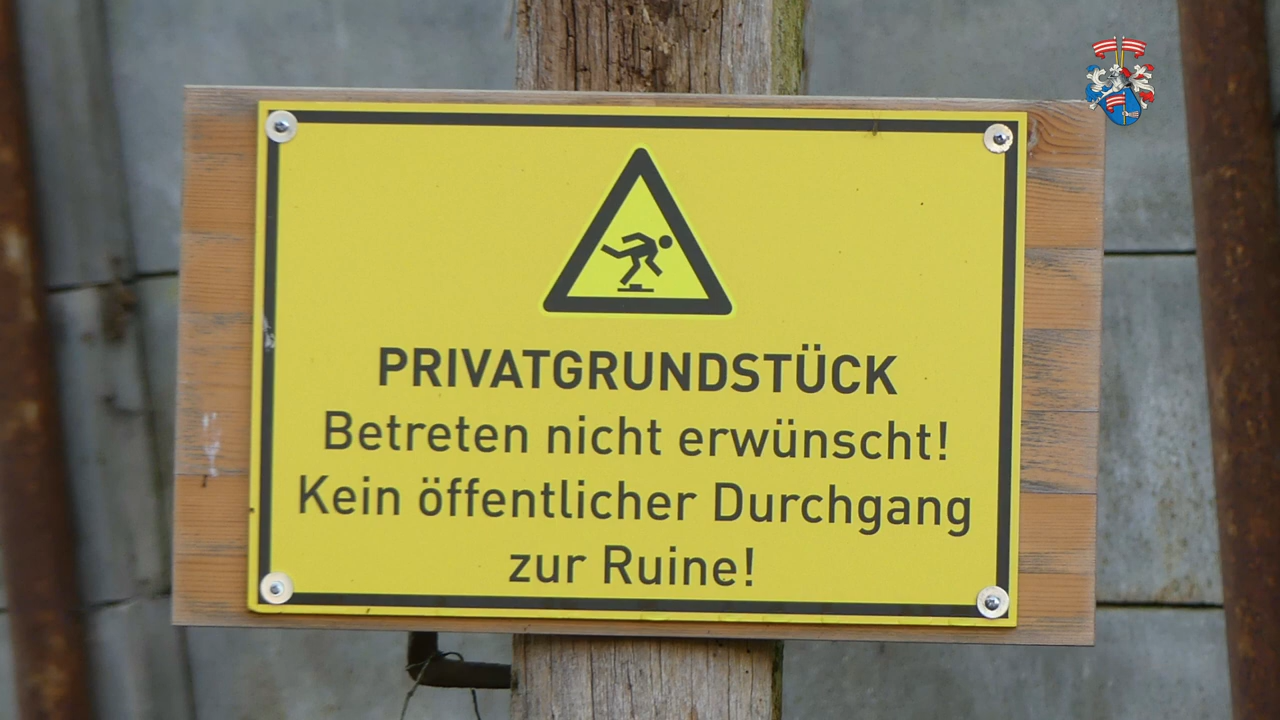 PRIVATGRUNDSTÜCK
Betreten nicht erwünscht!
Kein öffentlicher Durchgang
zur Ruine!